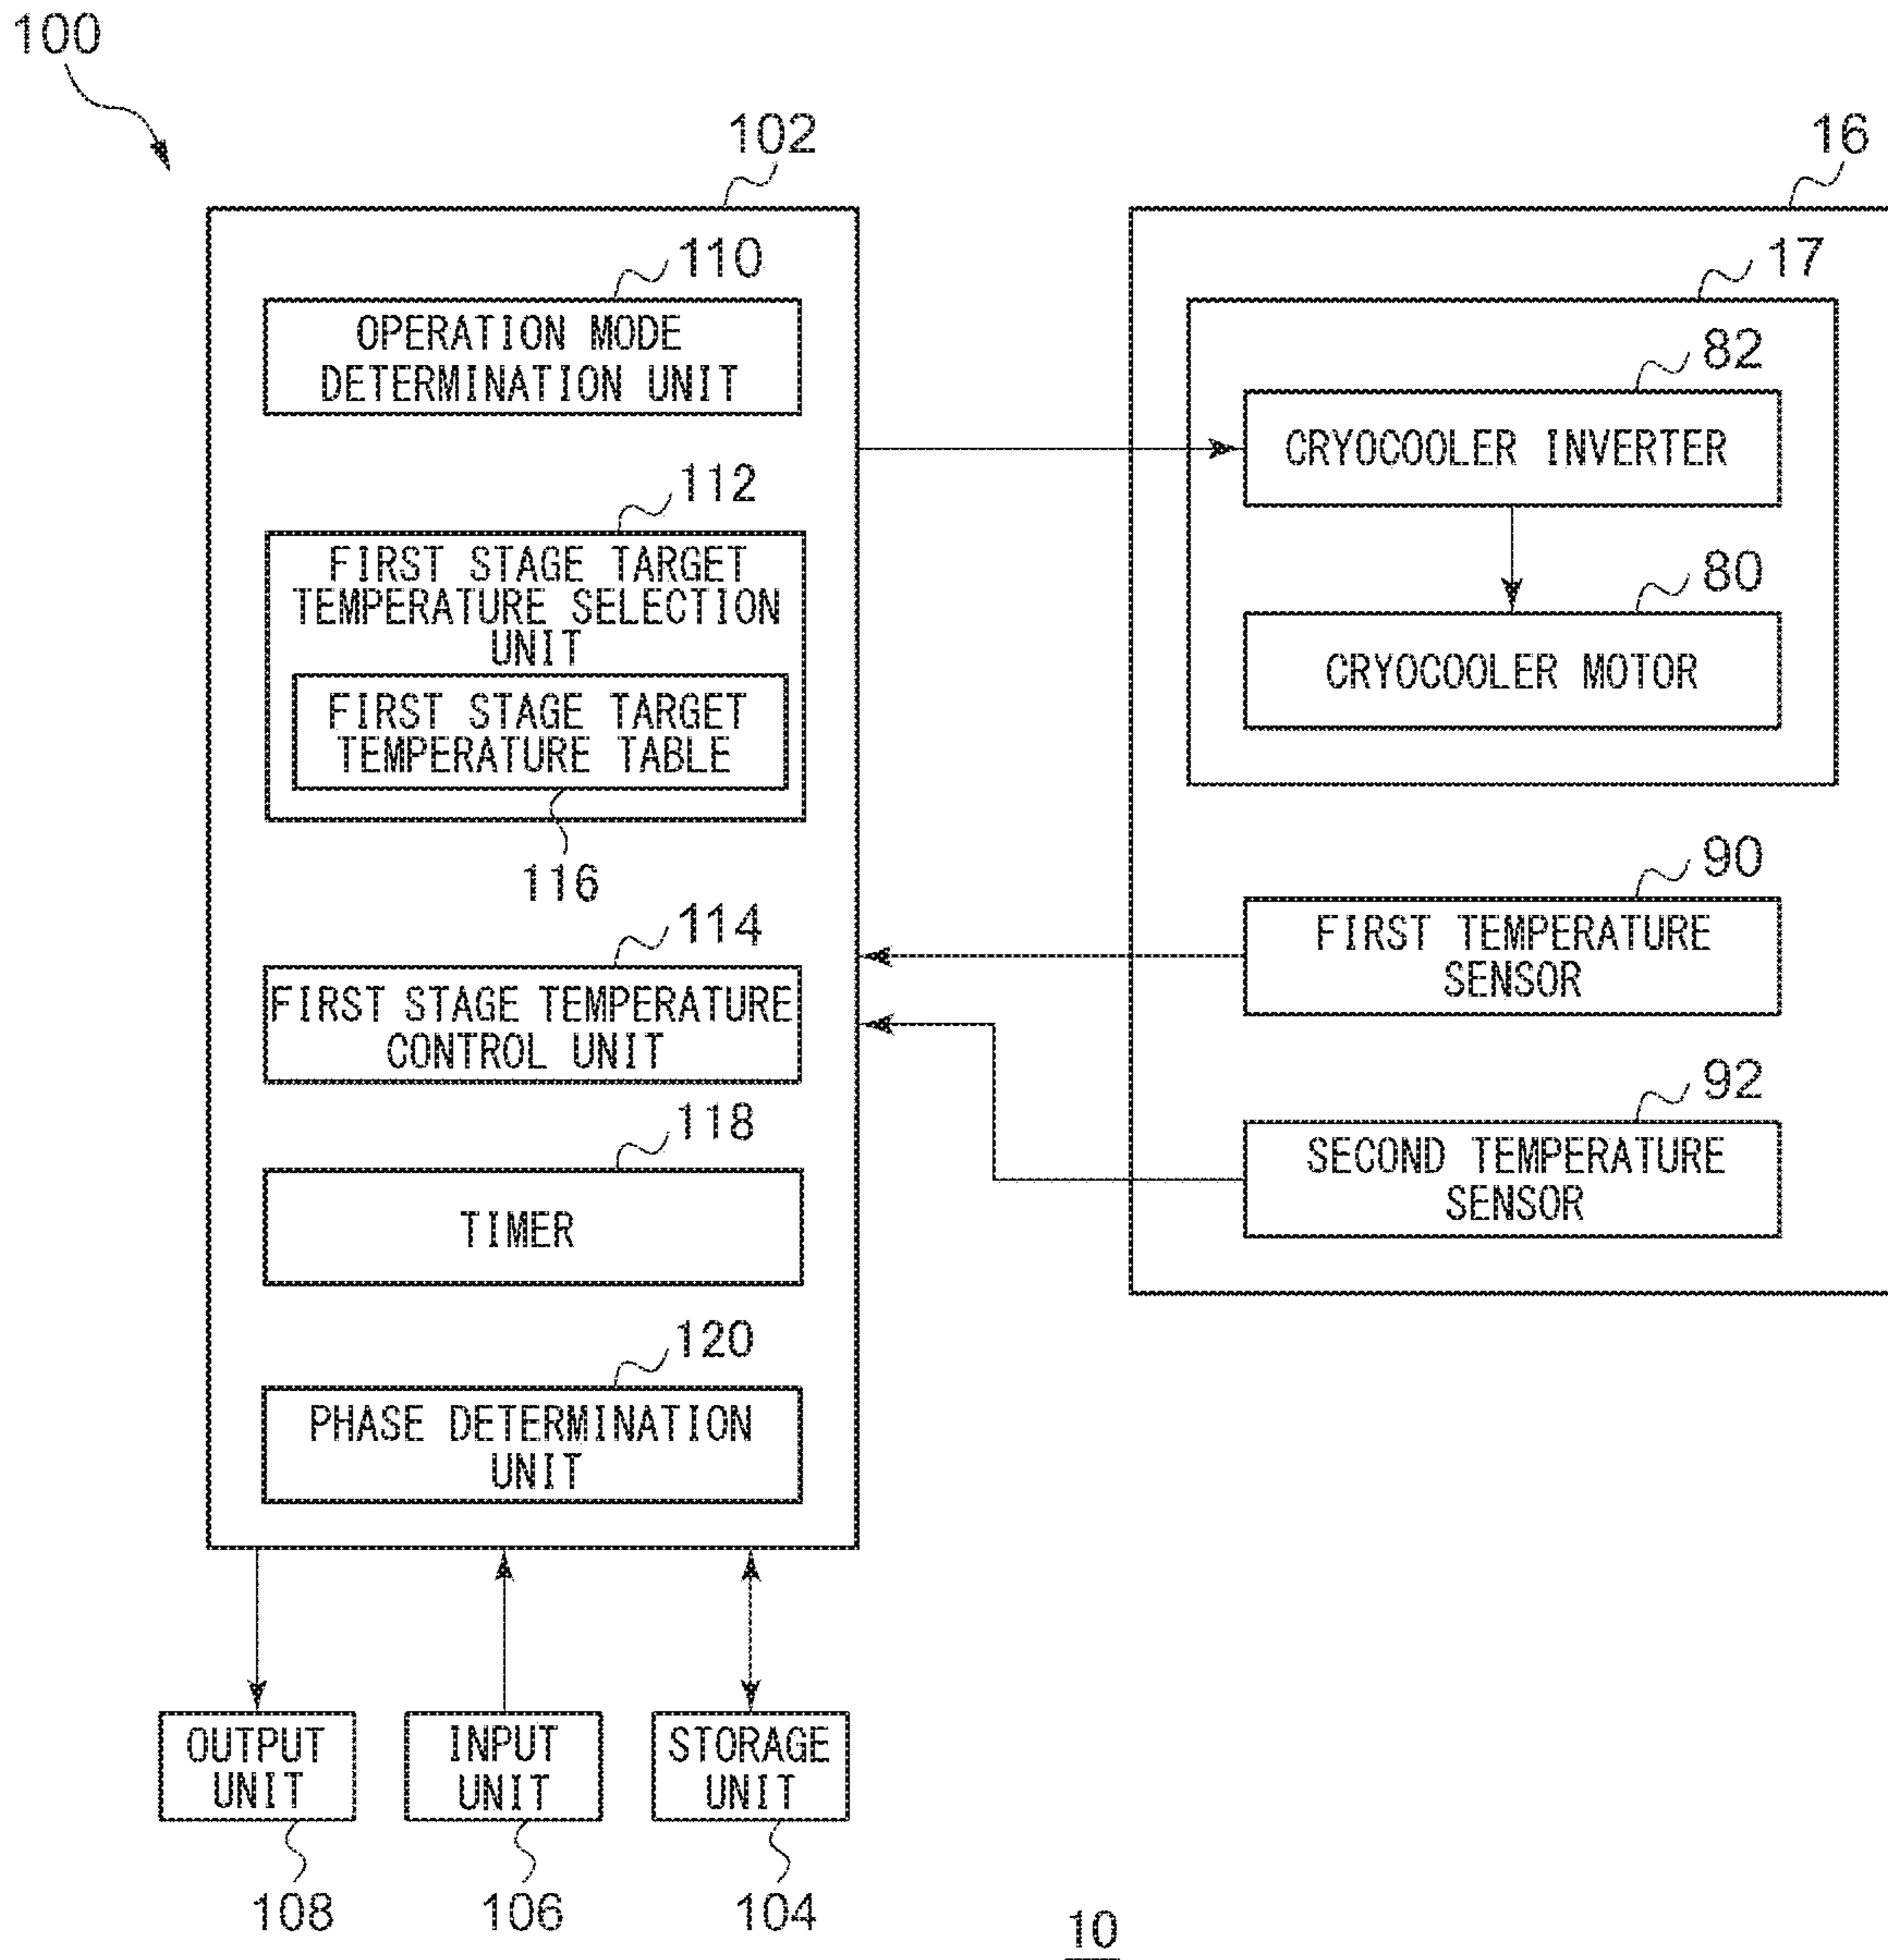 100
102
16
110
OPERATION MODE
DETERMINATION UNIT
17
82
CRYOCOOLER INVERTER
112
FIRST STAGE TARGET
TEMPERATURE SELECTION
UNIT
80
CRYOCOOLER MOTOR
FIRST STAGE TARGET
TEMPERATURE TABLE
116
90
FIRST TEMPERATURE
SENSOR
114
FIRST STAGE TEMPERATURE
CONTROL UNIT
92
SECOND TEMPERATURE
SENSOR
118
TIMER
120
PHASE DETERMINATION
UNIT
OUTPUT
UNIT
108
INPUT
UNIT
106
STORAGE
UNIT
104
10